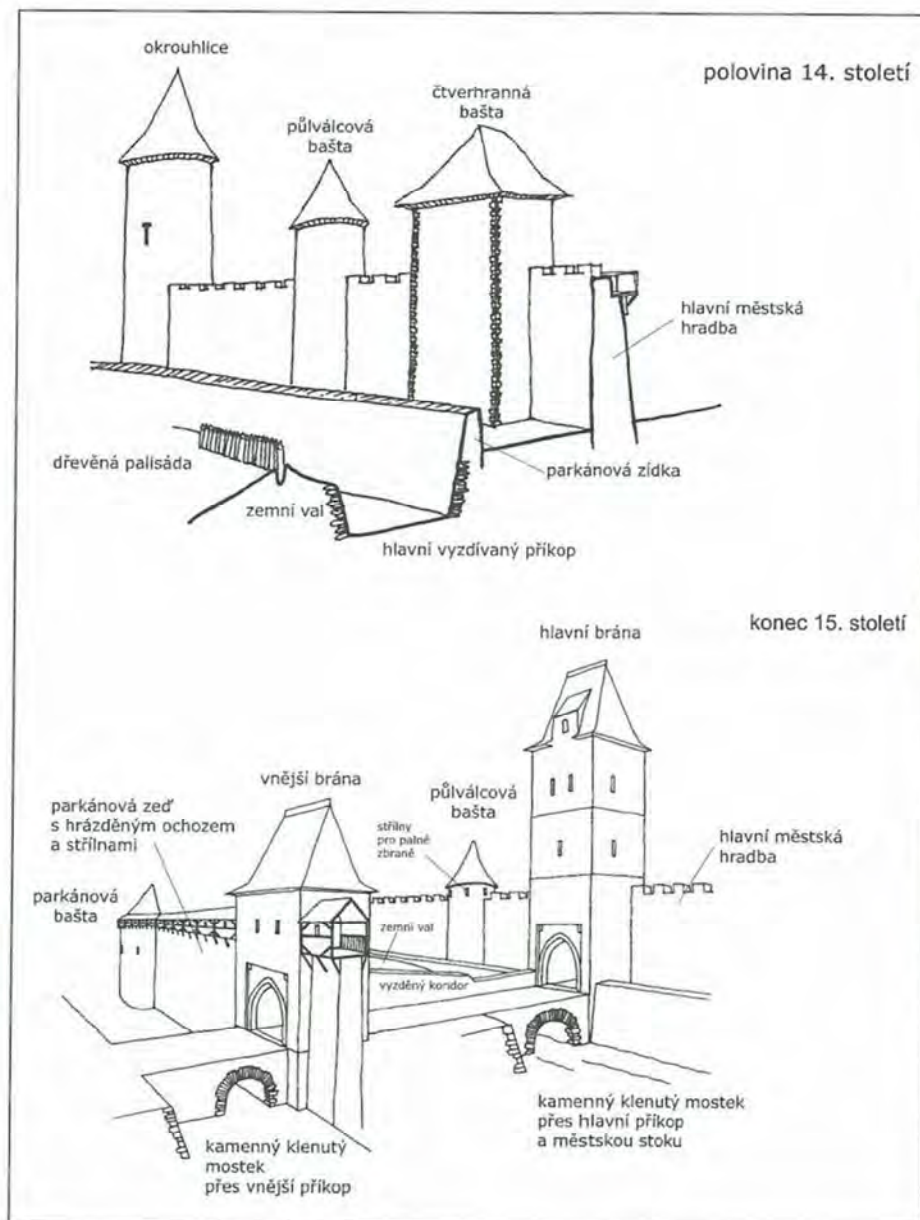 okrouhlice
polovina 14. století
čtverhranná
bašta
půlválcová
bašta
hlavní městská
hradba
dřevěná palisáda
parkánová zídka
zemní val
hlavní vyzdívaný příkop
konec 15. století
hlavní brána
vnější brána
půlválcová
bašta
parkánová zeď
s hrázděným ochozem
a střílnami
střílny
pro palné
zbraně
hlavní městská
hradba
parkánová
bašta
zemní val
vyzděný koridor
kamenný klenutý
mostek
přes vnější příkop
kamenný klenutý mostek
přes hlavní příkop
a městskou stoku